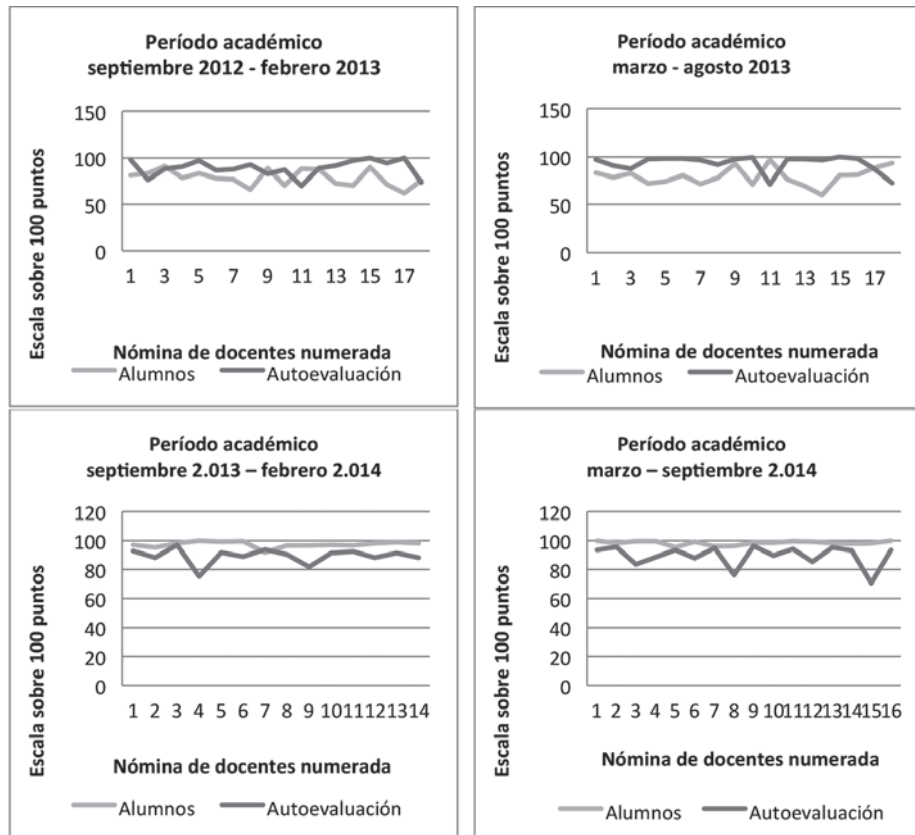 Período académico
septiembre 2012 - febrero 2013
Escala sobre 100 puntos
150
100
50
0
1 3 5 7 9 11 13 15 17
Nómina de docentes numerada
Alumnos Autoevaluación
Período académico
marzo - agosto 2013
Escala sobre 100 puntos
150
100
50
0
1 3 5 7 9 11 13 15 17
Nómina de docentes numerada
Alumnos Autoevaluación
Período académico
septiembre 2.013 – febrero 2.014
Escala sobre 100 puntos
120
100
80
60
40
20
0
1 2 3 4 5 6 7 8 9 10 11 12 13 14
Nómina de docentes numerada
Alumnos Autoevaluación
Período académico
marzo – septiembre 2.014
Escala sobre 100 puntos
120
100
80
60
40
20
0
1 2 3 4 5 6 7 8 9 10 11 12 13 14 15 16
Nómina de docentes numerada
Alumnos Autoevaluación